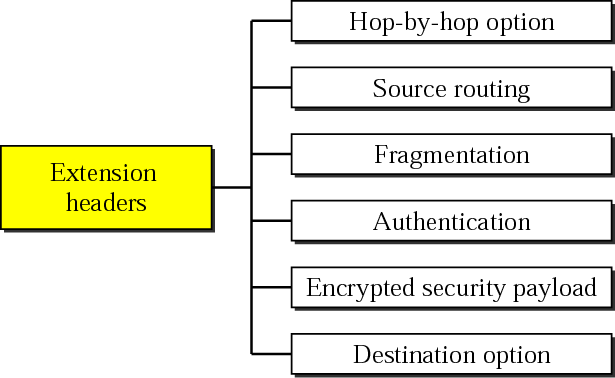 Hop-by-hop option
Source routing
Fragmentation
Extension
headers
Authentication
Encrypted security payload
Destination option